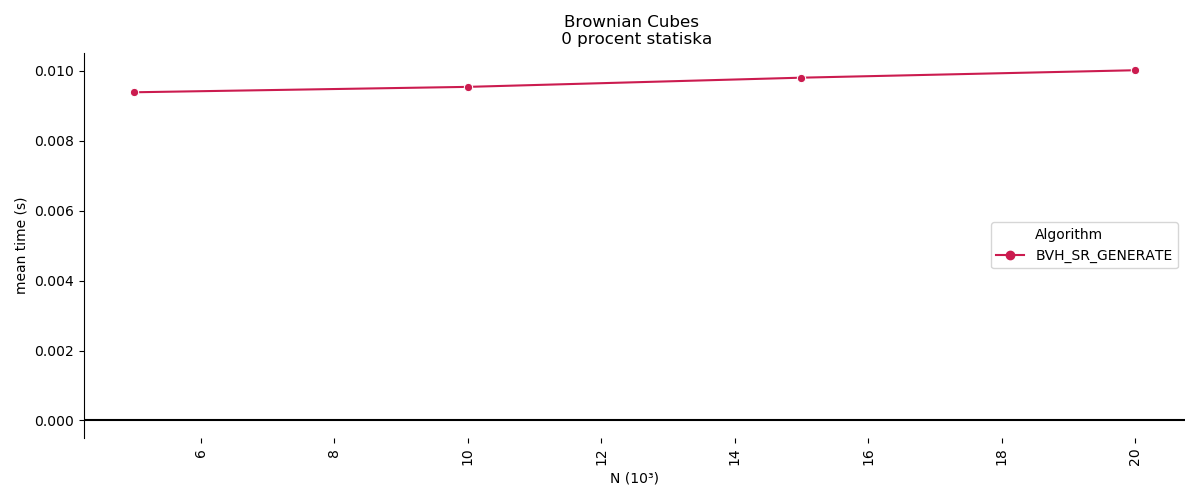 Brownian Cubes
0 procent statiska
0.010
0.008
0.006
0.004
0.002
0.000
mean time (s)
Algorithm
BVH_SR_GENERATE
6 8 10 12 14 16 18 20
N (10³)